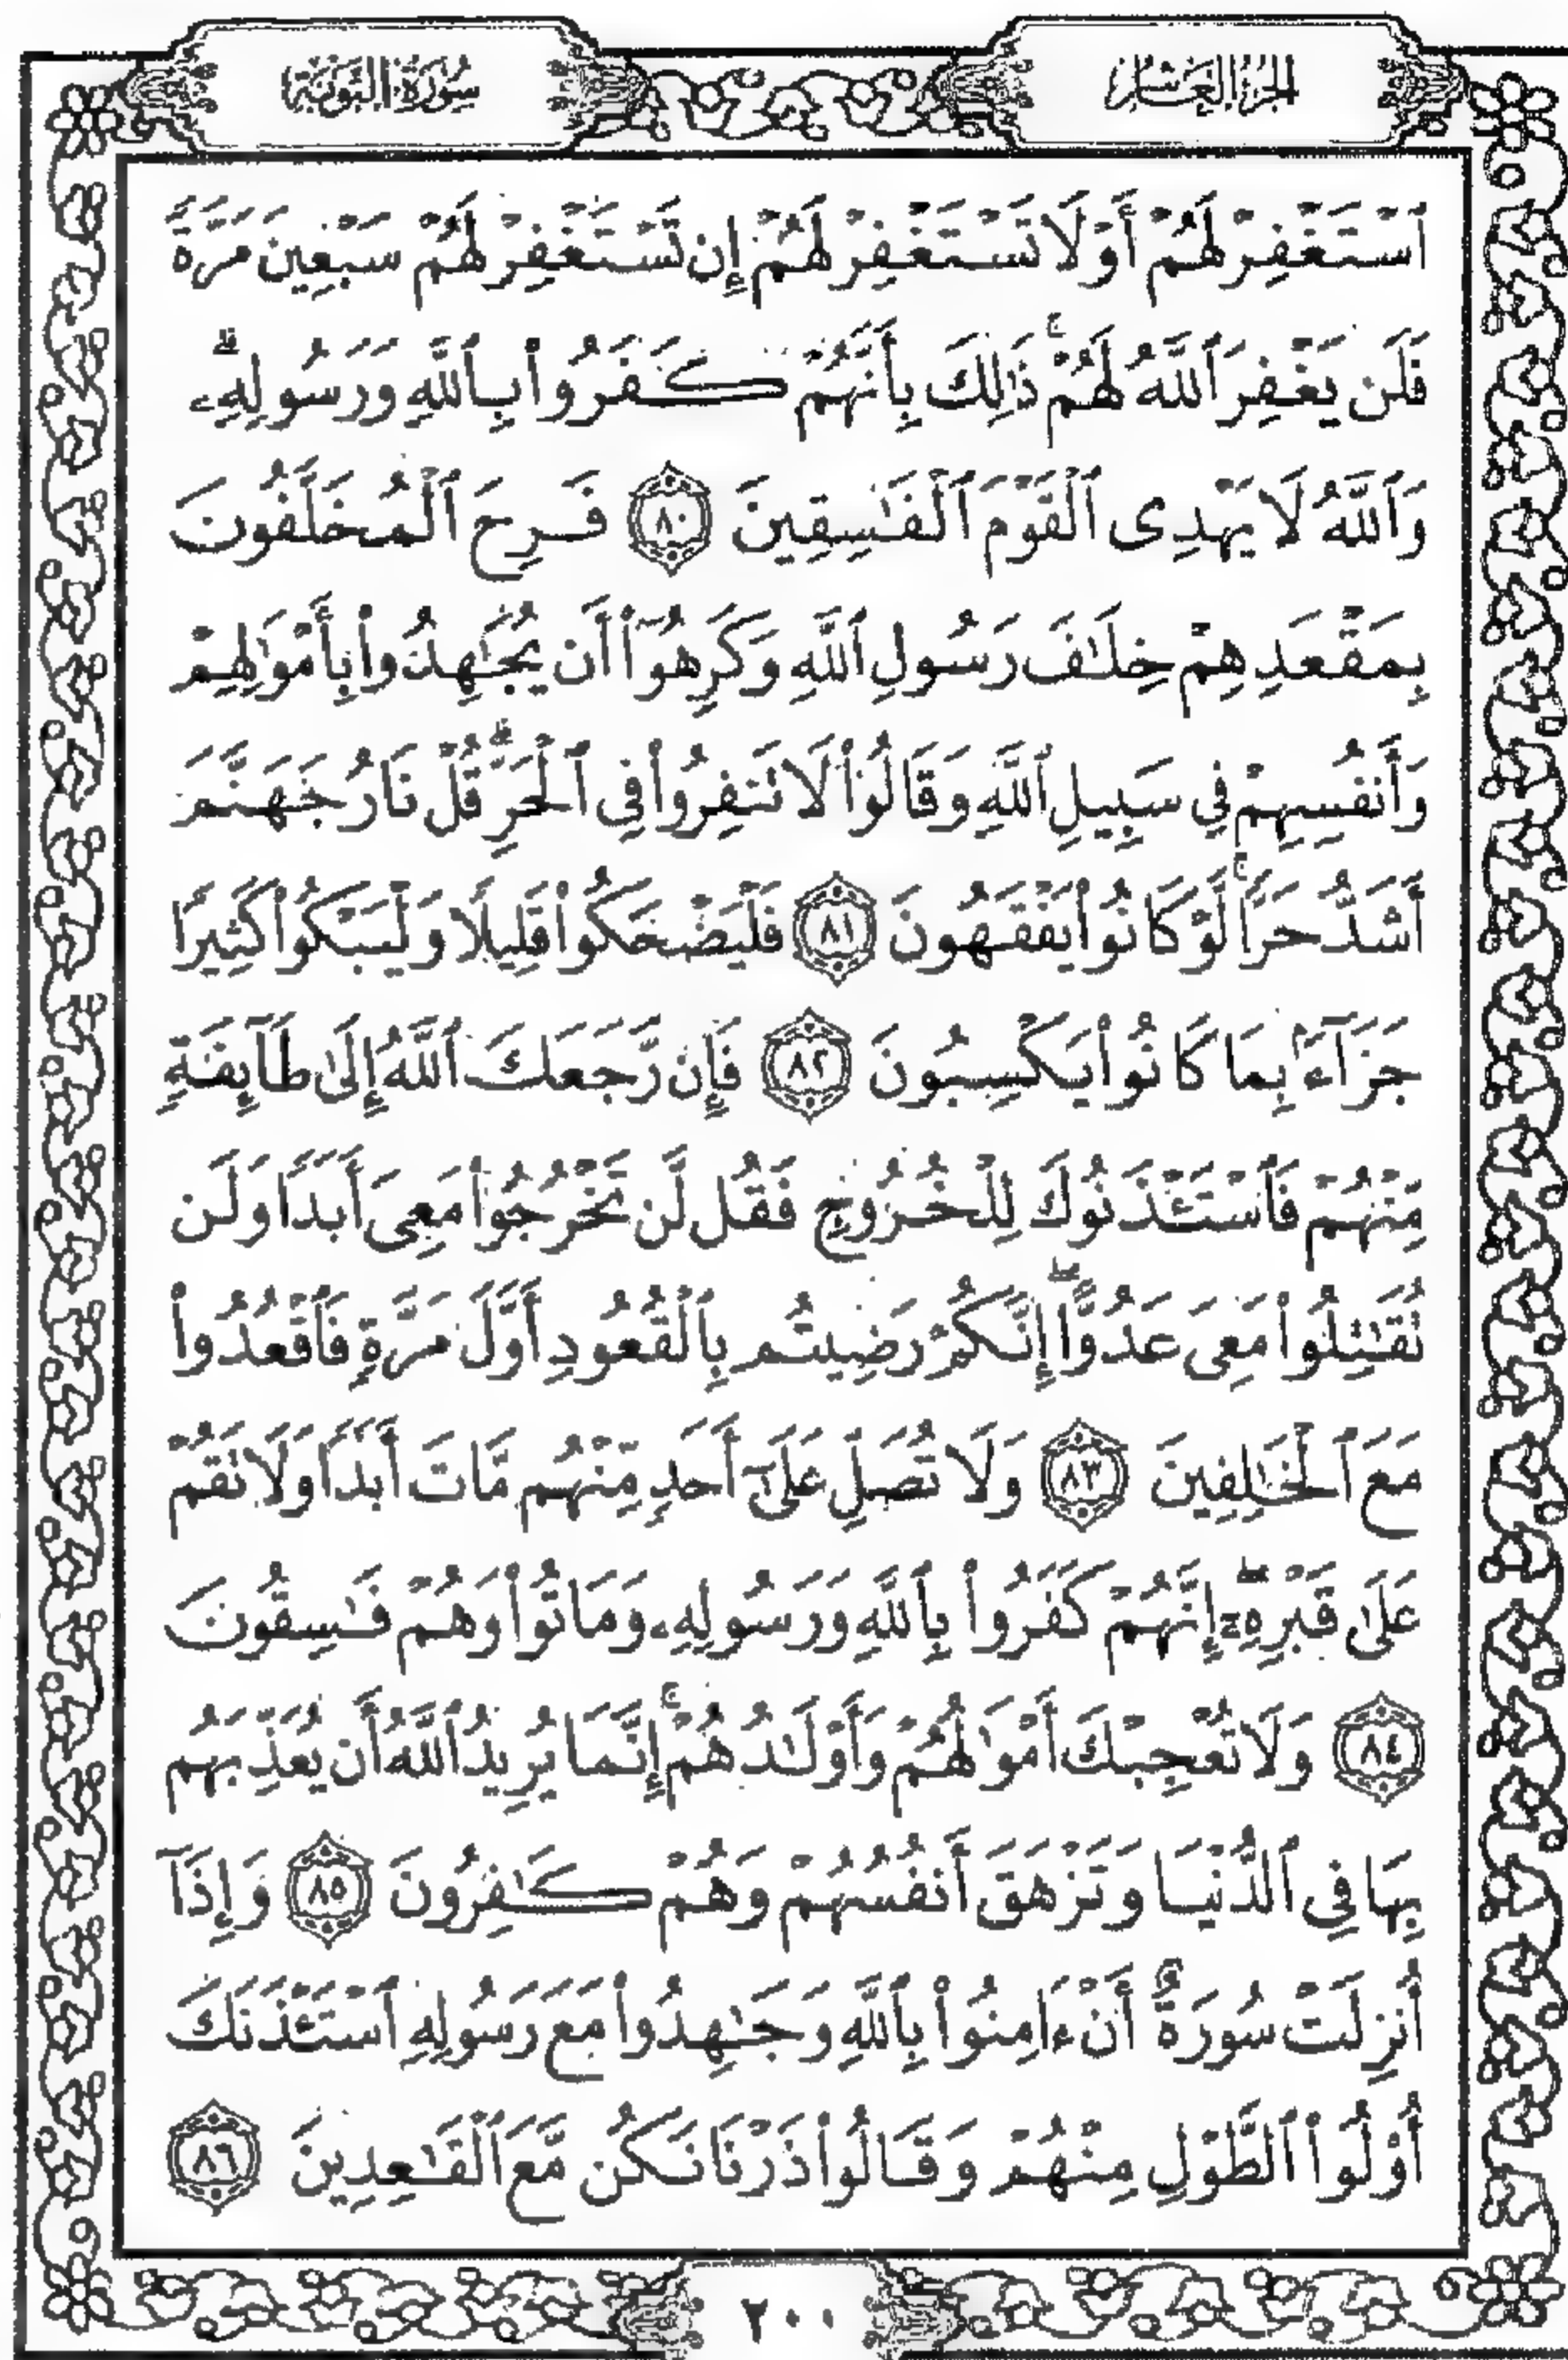 الجزء العاشر
سورة التوبة
ٱسْتَغْفِرْ لَهُمْ أَوْ لَا تَسْتَغْفِرْ لَهُمْ إِن تَسْتَغْفِرْ لَهُمْ سَبْعِينَ مَرَّةً
فَلَن يَغْفِرَ ٱللَّهُ لَهُمْ ۚ ذَٰلِكَ بِأَنَّهُمْ كَفَرُوا۟ بِٱللَّهِ وَرَسُولِهِۦ ۗ
وَٱللَّهُ لَا يَهْدِى ٱلْقَوْمَ ٱلْفَـٰسِقِينَ ٨٠ فَرِحَ ٱلْمُخَلَّفُونَ
بِمَقْعَدِهِمْ خِلَـٰفَ رَسُولِ ٱللَّهِ وَكَرِهُوٓا۟ أَن يُجَـٰهِدُوا۟ بِأَمْوَٰلِهِمْ
وَأَنفُسِهِمْ فِى سَبِيلِ ٱللَّهِ وَقَالُوا۟ لَا تَنفِرُوا۟ فِى ٱلْحَرِّ ۗ قُلْ نَارُ جَهَنَّمَ
أَشَدُّ حَرًّا ۚ لَّوْ كَانُوا۟ يَفْقَهُونَ ٨١ فَلْيَضْحَكُوا۟ قَلِيلًا وَلْيَبْكُوا۟ كَثِيرًا
جَزَآءًۢ بِمَا كَانُوا۟ يَكْسِبُونَ ٨٢ فَإِن رَّجَعَكَ ٱللَّهُ إِلَىٰ طَآئِفَةٍ
مِّنْهُمْ فَٱسْتَـْٔذَنُوكَ لِلْخُرُوجِ فَقُل لَّن تَخْرُجُوا۟ مَعِىَ أَبَدًا وَلَن
تُقَـٰتِلُوا۟ مَعِىَ عَدُوًّا ۖ إِنَّكُمْ رَضِيتُم بِٱلْقُعُودِ أَوَّلَ مَرَّةٍ فَٱقْعُدُوا۟
مَعَ ٱلْخَـٰلِفِينَ ٨٣ وَلَا تُصَلِّ عَلَىٰٓ أَحَدٍ مِّنْهُم مَّاتَ أَبَدًا وَلَا تَقُمْ
عَلَىٰ قَبْرِهِۦٓ ۖ إِنَّهُمْ كَفَرُوا۟ بِٱللَّهِ وَرَسُولِهِۦ وَمَاتُوا۟ وَهُمْ فَـٰسِقُونَ
٨٤ وَلَا تُعْجِبْكَ أَمْوَٰلُهُمْ وَأَوْلَـٰدُهُمْ ۚ إِنَّمَا يُرِيدُ ٱللَّهُ أَن يُعَذِّبَهُم
بِهَا فِى ٱلدُّنْيَا وَتَزْهَقَ أَنفُسُهُمْ وَهُمْ كَـٰفِرُونَ ٨٥ وَإِذَآ
أُنزِلَتْ سُورَةٌ أَنْ ءَامِنُوا۟ بِٱللَّهِ وَجَـٰهِدُوا۟ مَعَ رَسُولِهِ ٱسْتَـْٔذَنَكَ
أُو۟لُوا۟ ٱلطَّوْلِ مِنْهُمْ وَقَالُوا۟ ذَرْنَا نَكُن مَّعَ ٱلْقَـٰعِدِينَ ٨٦
٢٠٠